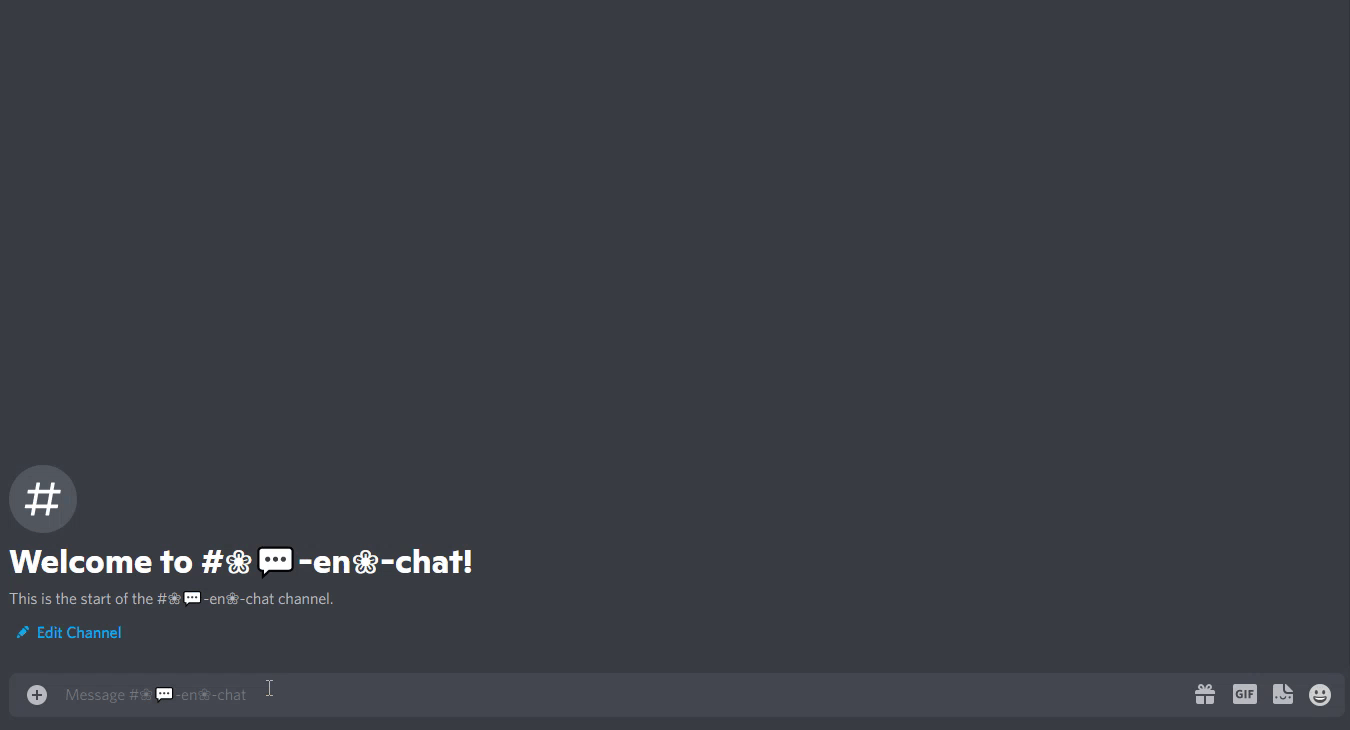 #
Welcome to #❀💬-en❀-chat!
This is the start of the #❀💬-en❀-chat channel.
Edit Channel
Message #❀💬-en❀-chat
GIF